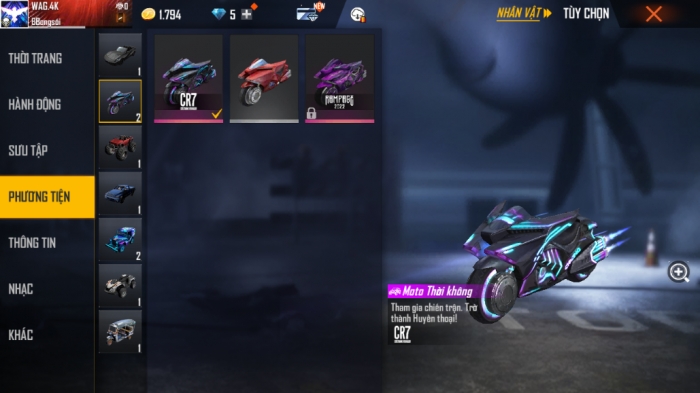 WAG.4K
GBongsói
1.794
5
NEW
NHÂN VẬT
TÙY CHỌN
THỜI TRANG
HÀNH ĐỘNG
SƯU TẬP
PHƯƠNG TIỆN
THÔNG TIN
NHẠC
KHÁC
1
2
1
1
2
1
1
CR7
RAMPAGE
Moto Thời không
Tham gia chiến trận. Trở
thành Huyền thoại!
CR7